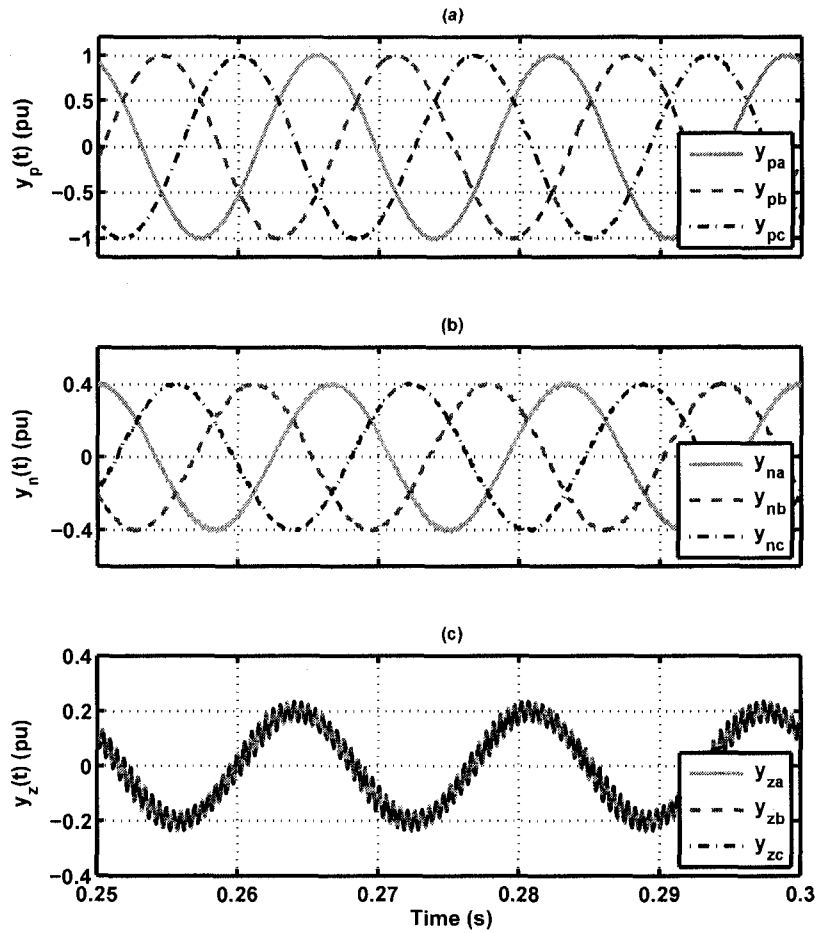 (a)
y_p(t) (pu)
1
0.5
0
−0.5
−1
y_pa
y_pb
y_pc
(b)
y_n(t) (pu)
0.4
0
−0.4
y_na
y_nb
y_nc
(c)
y_z(t) (pu)
0.4
0.2
0
−0.2
−0.4
y_za
y_zb
y_zc
0.25 0.26 0.27 0.28 0.29 0.3
Time (s)